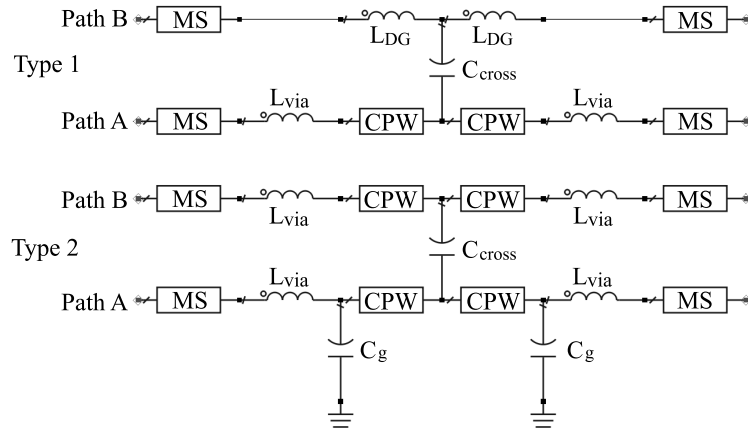 Path B MS L_DG L_DG MS
Type 1
C_cross
L_via L_via
Path A MS CPW CPW MS
Path B MS CPW CPW MS
L_via L_via
Type 2
C_cross
L_via L_via
Path A MS CPW CPW MS
C_g C_g